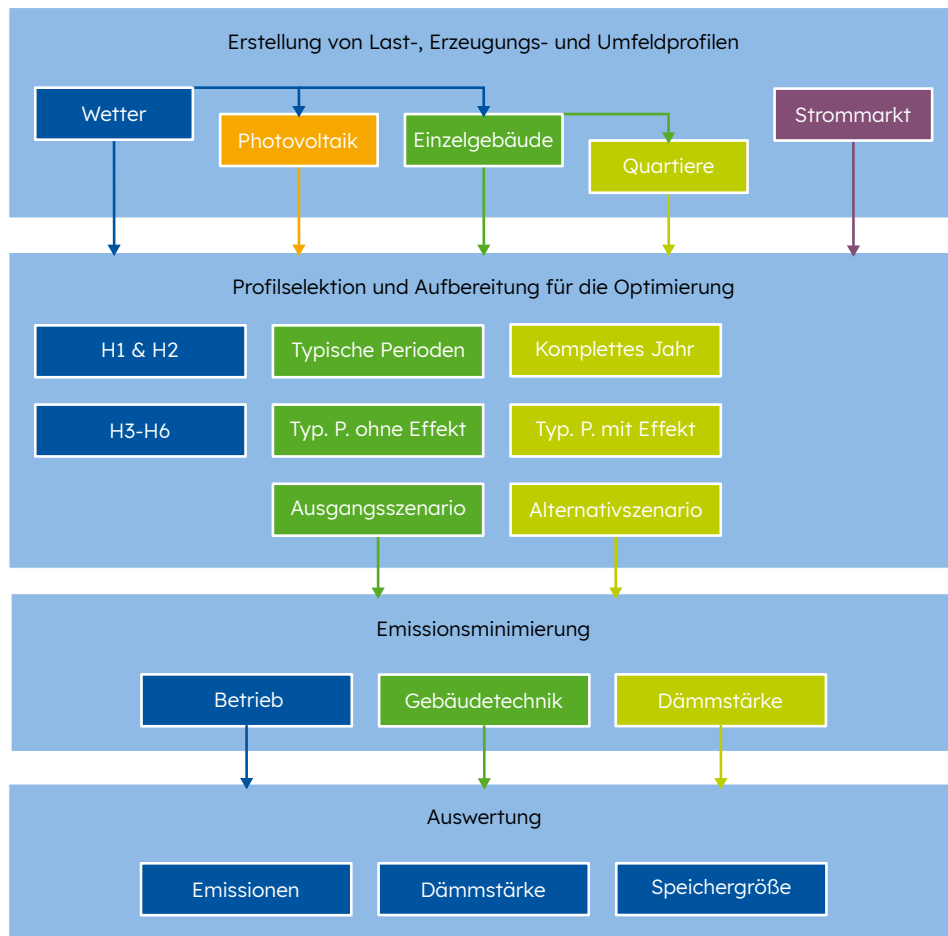 Erstellung von Last-, Erzeugungs- und Umfeldprofilen
Wetter
Photovoltaik
Einzelgebäude
Quartiere
Strommarkt
Profilselektion und Aufbereitung für die Optimierung
H1 & H2
Typische Perioden
Komplettes Jahr
H3-H6
Typ. P. ohne Effekt
Typ. P. mit Effekt
Ausgangsszenario
Alternativszenario
Emissionsminimierung
Betrieb
Gebäudetechnik
Dämmstärke
Auswertung
Emissionen
Dämmstärke
Speichergröße